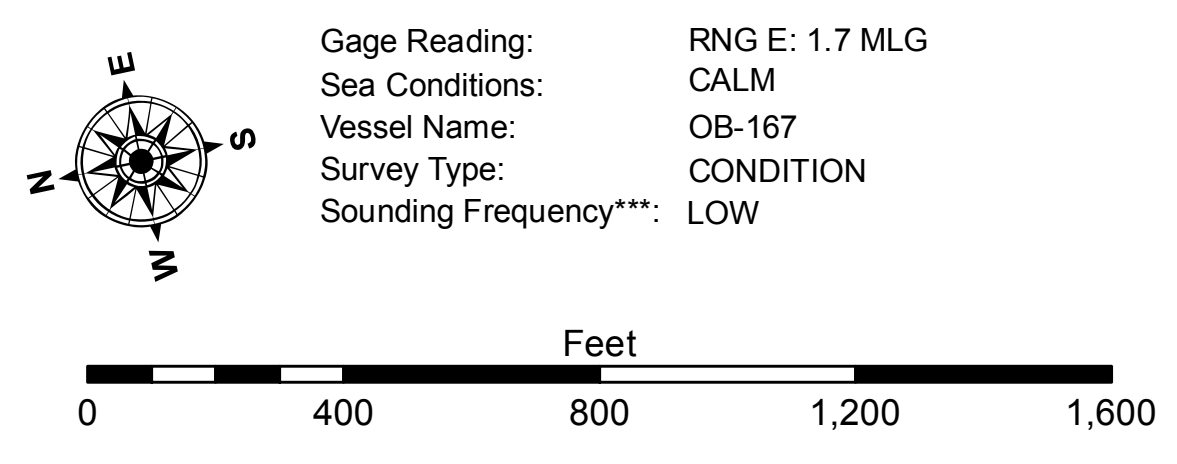 E
S
N
W
Gage Reading: RNG E: 1.7 MLG
Sea Conditions: CALM
Vessel Name: OB-167
Survey Type: CONDITION
Sounding Frequency***: LOW
Feet
0 400 800 1,200 1,600